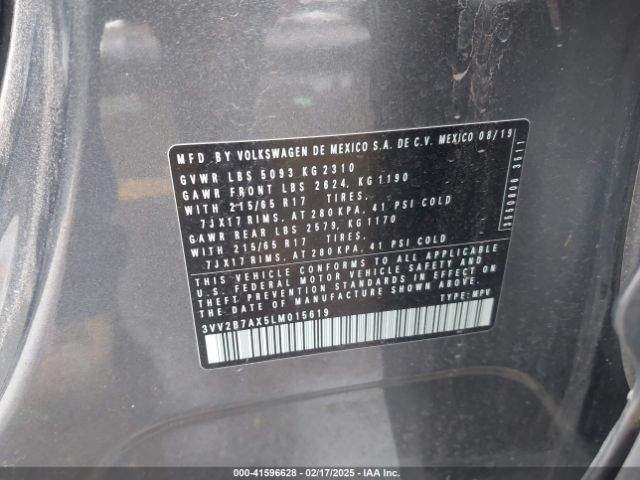 MFD BY VOLKSWAGEN DE MEXICO S.A. DE C.V. MEXICO 08/19
GVWR LBS 5093 KG 2310
GAWR FRONT LBS 2624, KG 1190
WITH 215/65 R17 TIRES.
7JX17 RIMS, AT 280 KPA, 41 PSI COLD
GAWR REAR LBS 2579, KG 1170
WITH 215/65 R17 TIRES.
7JX17 RIMS, AT 280 KPA, 41 PSI COLD
THIS VEHICLE CONFORMS TO ALL APPLICABLE
U.S. FEDERAL MOTOR VEHICLE SAFETY AND
THEFT PREVENTION STANDARDS IN EFFECT ON
THE DATE OF MANUFACTURE SHOWN ABOVE.
3VV2B7AX5LM015619 TYPE: MPV
000-41596628 - 02/17/2025 - IAA Inc.